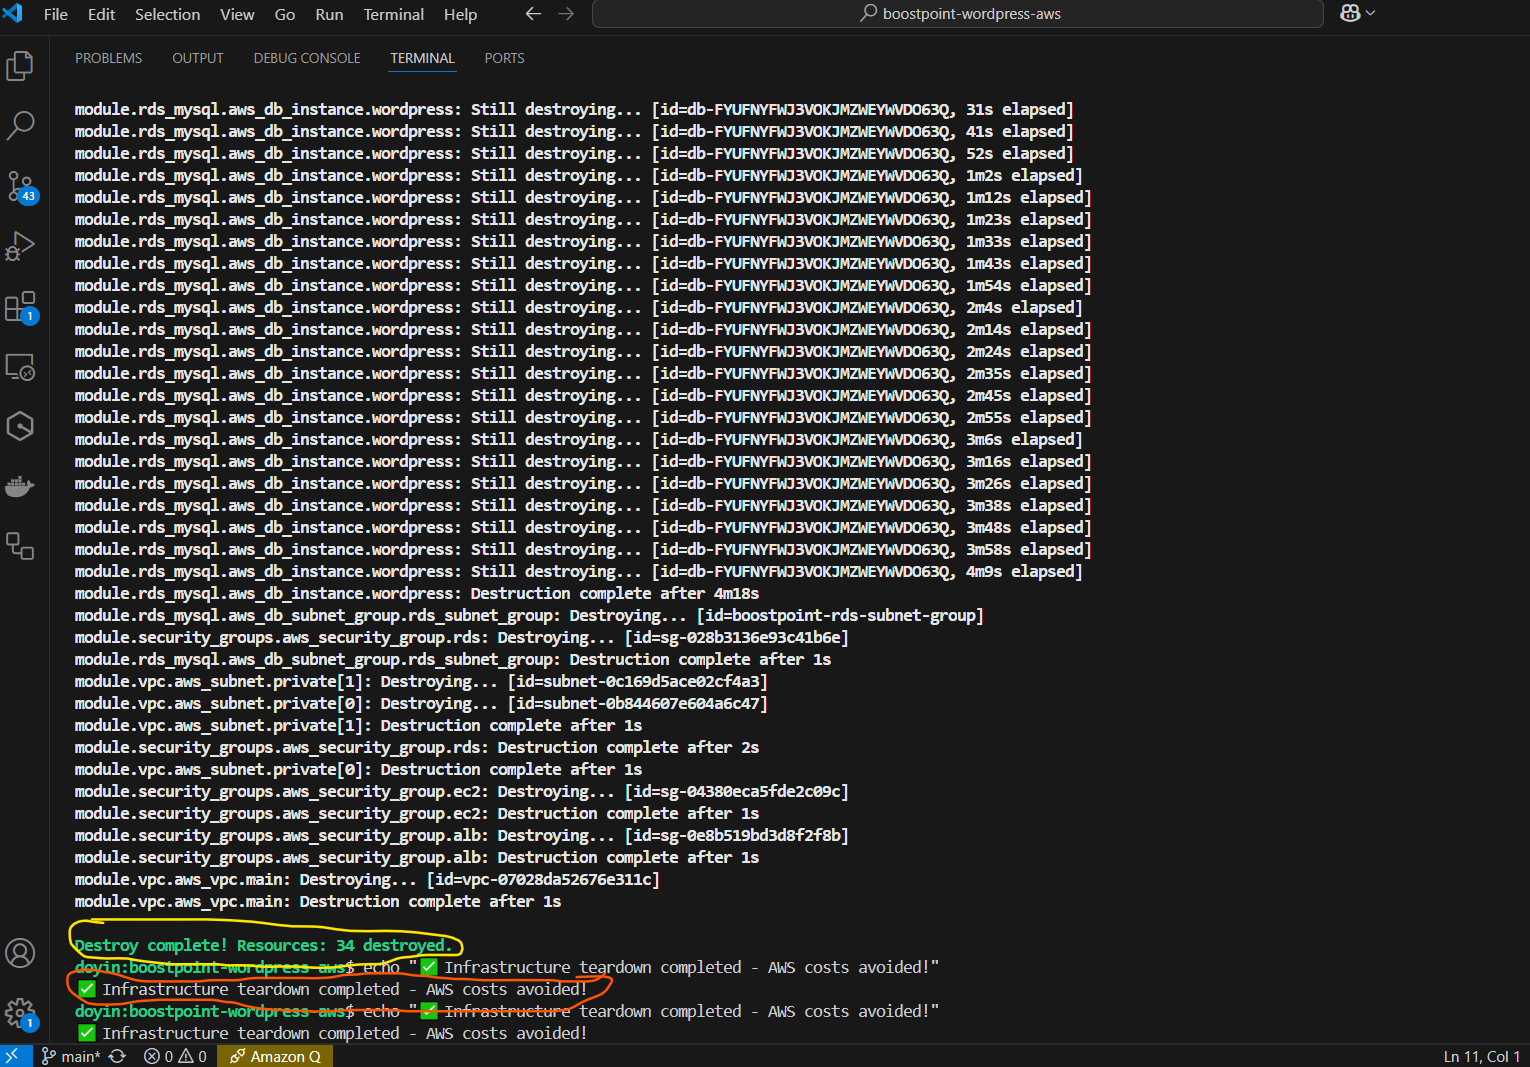 File Edit Selection View Go Run Terminal Help boostpoint-wordpress-aws
PROBLEMS OUTPUT DEBUG CONSOLE TERMINAL PORTS
module.rds_mysql.aws_db_instance.wordpress: Still destroying... [id=db-FYUFNYFWJ3VOKJMZWEYWVDO63Q, 31s elapsed]
module.rds_mysql.aws_db_instance.wordpress: Still destroying... [id=db-FYUFNYFWJ3VOKJMZWEYWVDO63Q, 41s elapsed]
module.rds_mysql.aws_db_instance.wordpress: Still destroying... [id=db-FYUFNYFWJ3VOKJMZWEYWVDO63Q, 52s elapsed]
module.rds_mysql.aws_db_instance.wordpress: Still destroying... [id=db-FYUFNYFWJ3VOKJMZWEYWVDO63Q, 1m2s elapsed]
module.rds_mysql.aws_db_instance.wordpress: Still destroying... [id=db-FYUFNYFWJ3VOKJMZWEYWVDO63Q, 1m12s elapsed]
module.rds_mysql.aws_db_instance.wordpress: Still destroying... [id=db-FYUFNYFWJ3VOKJMZWEYWVDO63Q, 1m23s elapsed]
module.rds_mysql.aws_db_instance.wordpress: Still destroying... [id=db-FYUFNYFWJ3VOKJMZWEYWVDO63Q, 1m33s elapsed]
module.rds_mysql.aws_db_instance.wordpress: Still destroying... [id=db-FYUFNYFWJ3VOKJMZWEYWVDO63Q, 1m43s elapsed]
module.rds_mysql.aws_db_instance.wordpress: Still destroying... [id=db-FYUFNYFWJ3VOKJMZWEYWVDO63Q, 1m54s elapsed]
module.rds_mysql.aws_db_instance.wordpress: Still destroying... [id=db-FYUFNYFWJ3VOKJMZWEYWVDO63Q, 2m4s elapsed]
module.rds_mysql.aws_db_instance.wordpress: Still destroying... [id=db-FYUFNYFWJ3VOKJMZWEYWVDO63Q, 2m14s elapsed]
module.rds_mysql.aws_db_instance.wordpress: Still destroying... [id=db-FYUFNYFWJ3VOKJMZWEYWVDO63Q, 2m24s elapsed]
module.rds_mysql.aws_db_instance.wordpress: Still destroying... [id=db-FYUFNYFWJ3VOKJMZWEYWVDO63Q, 2m35s elapsed]
module.rds_mysql.aws_db_instance.wordpress: Still destroying... [id=db-FYUFNYFWJ3VOKJMZWEYWVDO63Q, 2m45s elapsed]
module.rds_mysql.aws_db_instance.wordpress: Still destroying... [id=db-FYUFNYFWJ3VOKJMZWEYWVDO63Q, 2m55s elapsed]
module.rds_mysql.aws_db_instance.wordpress: Still destroying... [id=db-FYUFNYFWJ3VOKJMZWEYWVDO63Q, 3m6s elapsed]
module.rds_mysql.aws_db_instance.wordpress: Still destroying... [id=db-FYUFNYFWJ3VOKJMZWEYWVDO63Q, 3m16s elapsed]
module.rds_mysql.aws_db_instance.wordpress: Still destroying... [id=db-FYUFNYFWJ3VOKJMZWEYWVDO63Q, 3m26s elapsed]
module.rds_mysql.aws_db_instance.wordpress: Still destroying... [id=db-FYUFNYFWJ3VOKJMZWEYWVDO63Q, 3m38s elapsed]
module.rds_mysql.aws_db_instance.wordpress: Still destroying... [id=db-FYUFNYFWJ3VOKJMZWEYWVDO63Q, 3m48s elapsed]
module.rds_mysql.aws_db_instance.wordpress: Still destroying... [id=db-FYUFNYFWJ3VOKJMZWEYWVDO63Q, 3m58s elapsed]
module.rds_mysql.aws_db_instance.wordpress: Still destroying... [id=db-FYUFNYFWJ3VOKJMZWEYWVDO63Q, 4m9s elapsed]
module.rds_mysql.aws_db_instance.wordpress: Destruction complete after 4m18s
module.rds_mysql.aws_db_subnet_group.rds_subnet_group: Destroying... [id=boostpoint-rds-subnet-group]
module.security_groups.aws_security_group.rds: Destroying... [id=sg-028b3136e93c41b6e]
module.rds_mysql.aws_db_subnet_group.rds_subnet_group: Destruction complete after 1s
module.vpc.aws_subnet.private[1]: Destroying... [id=subnet-0c169d5ace02cf4a3]
module.vpc.aws_subnet.private[0]: Destroying... [id=subnet-0b844607e604a6c47]
module.vpc.aws_subnet.private[1]: Destruction complete after 1s
module.security_groups.aws_security_group.rds: Destruction complete after 2s
module.vpc.aws_subnet.private[0]: Destruction complete after 1s
module.security_groups.aws_security_group.ec2: Destroying... [id=sg-04380eca5fde2c09c]
module.security_groups.aws_security_group.ec2: Destruction complete after 1s
module.security_groups.aws_security_group.alb: Destroying... [id=sg-0e8b519bd3d8f2f8b]
module.security_groups.aws_security_group.alb: Destruction complete after 1s
module.vpc.aws_vpc.main: Destroying... [id=vpc-07028da52676e311c]
module.vpc.aws_vpc.main: Destruction complete after 1s
Destroy complete! Resources: 34 destroyed.
doyin:boostpoint-wordpress-aws$ echo "✅ Infrastructure teardown completed - AWS costs avoided!"
✅ Infrastructure teardown completed - AWS costs avoided!
doyin:boostpoint-wordpress-aws$ echo "✅ Infrastructure teardown completed - AWS costs avoided!"
✅ Infrastructure teardown completed - AWS costs avoided!
43
1
1
main* 0 0 Amazon Q Ln 11, Col 1